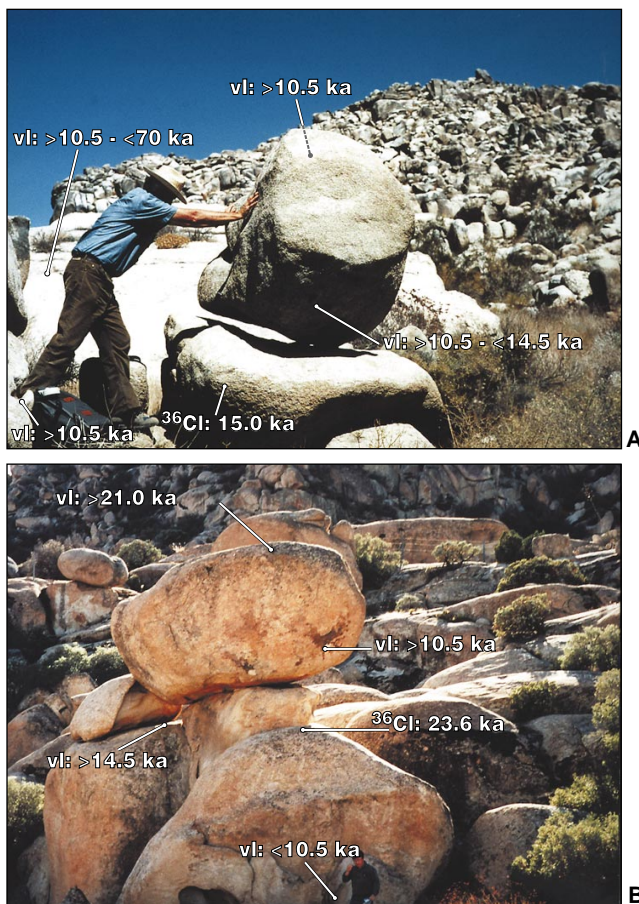 vl: >10.5 ka
vl: >10.5 - <70 ka
vl: >10.5 - <14.5 ka
³⁶Cl: 15.0 ka
vl: >10.5 ka
A
vl: >21.0 ka
vl: >10.5 ka
³⁶Cl: 23.6 ka
vl: >14.5 ka
vl: <10.5 ka
B